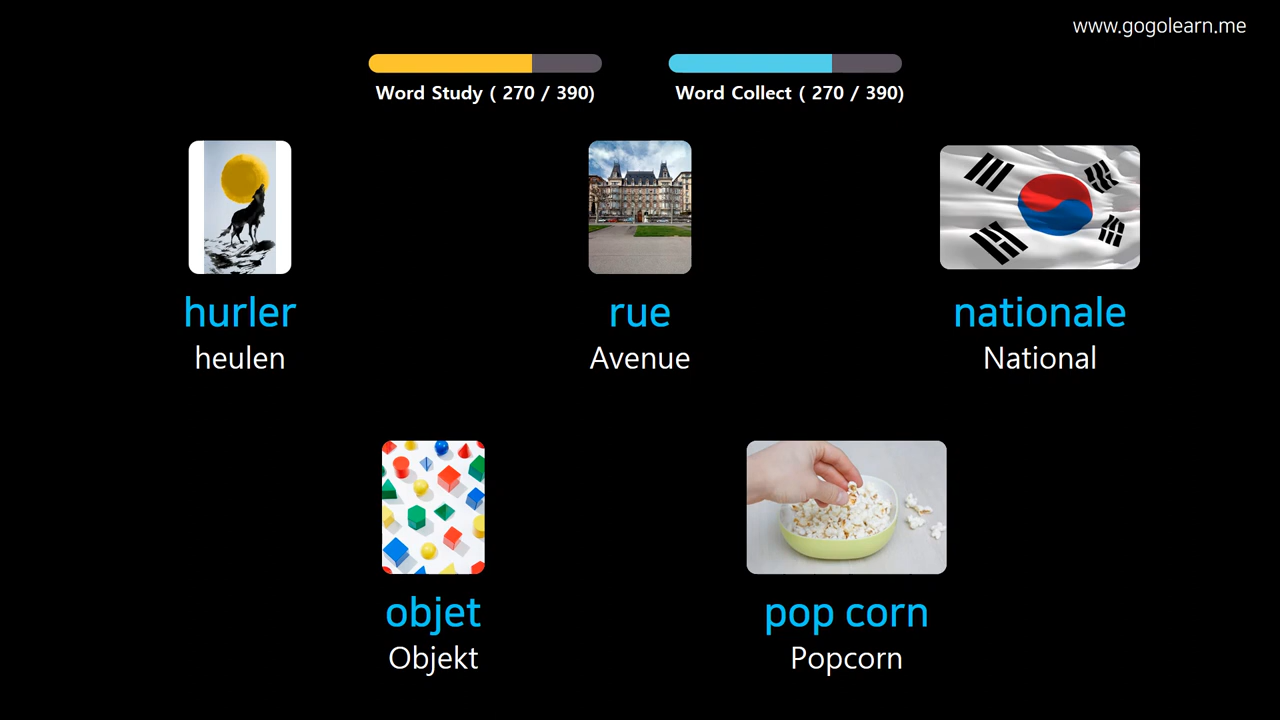 www.gogolearn.me
Word Study ( 270 / 390)
Word Collect ( 270 / 390)
hurler
heulen
rue
Avenue
nationale
National
objet
Objekt
pop corn
Popcorn